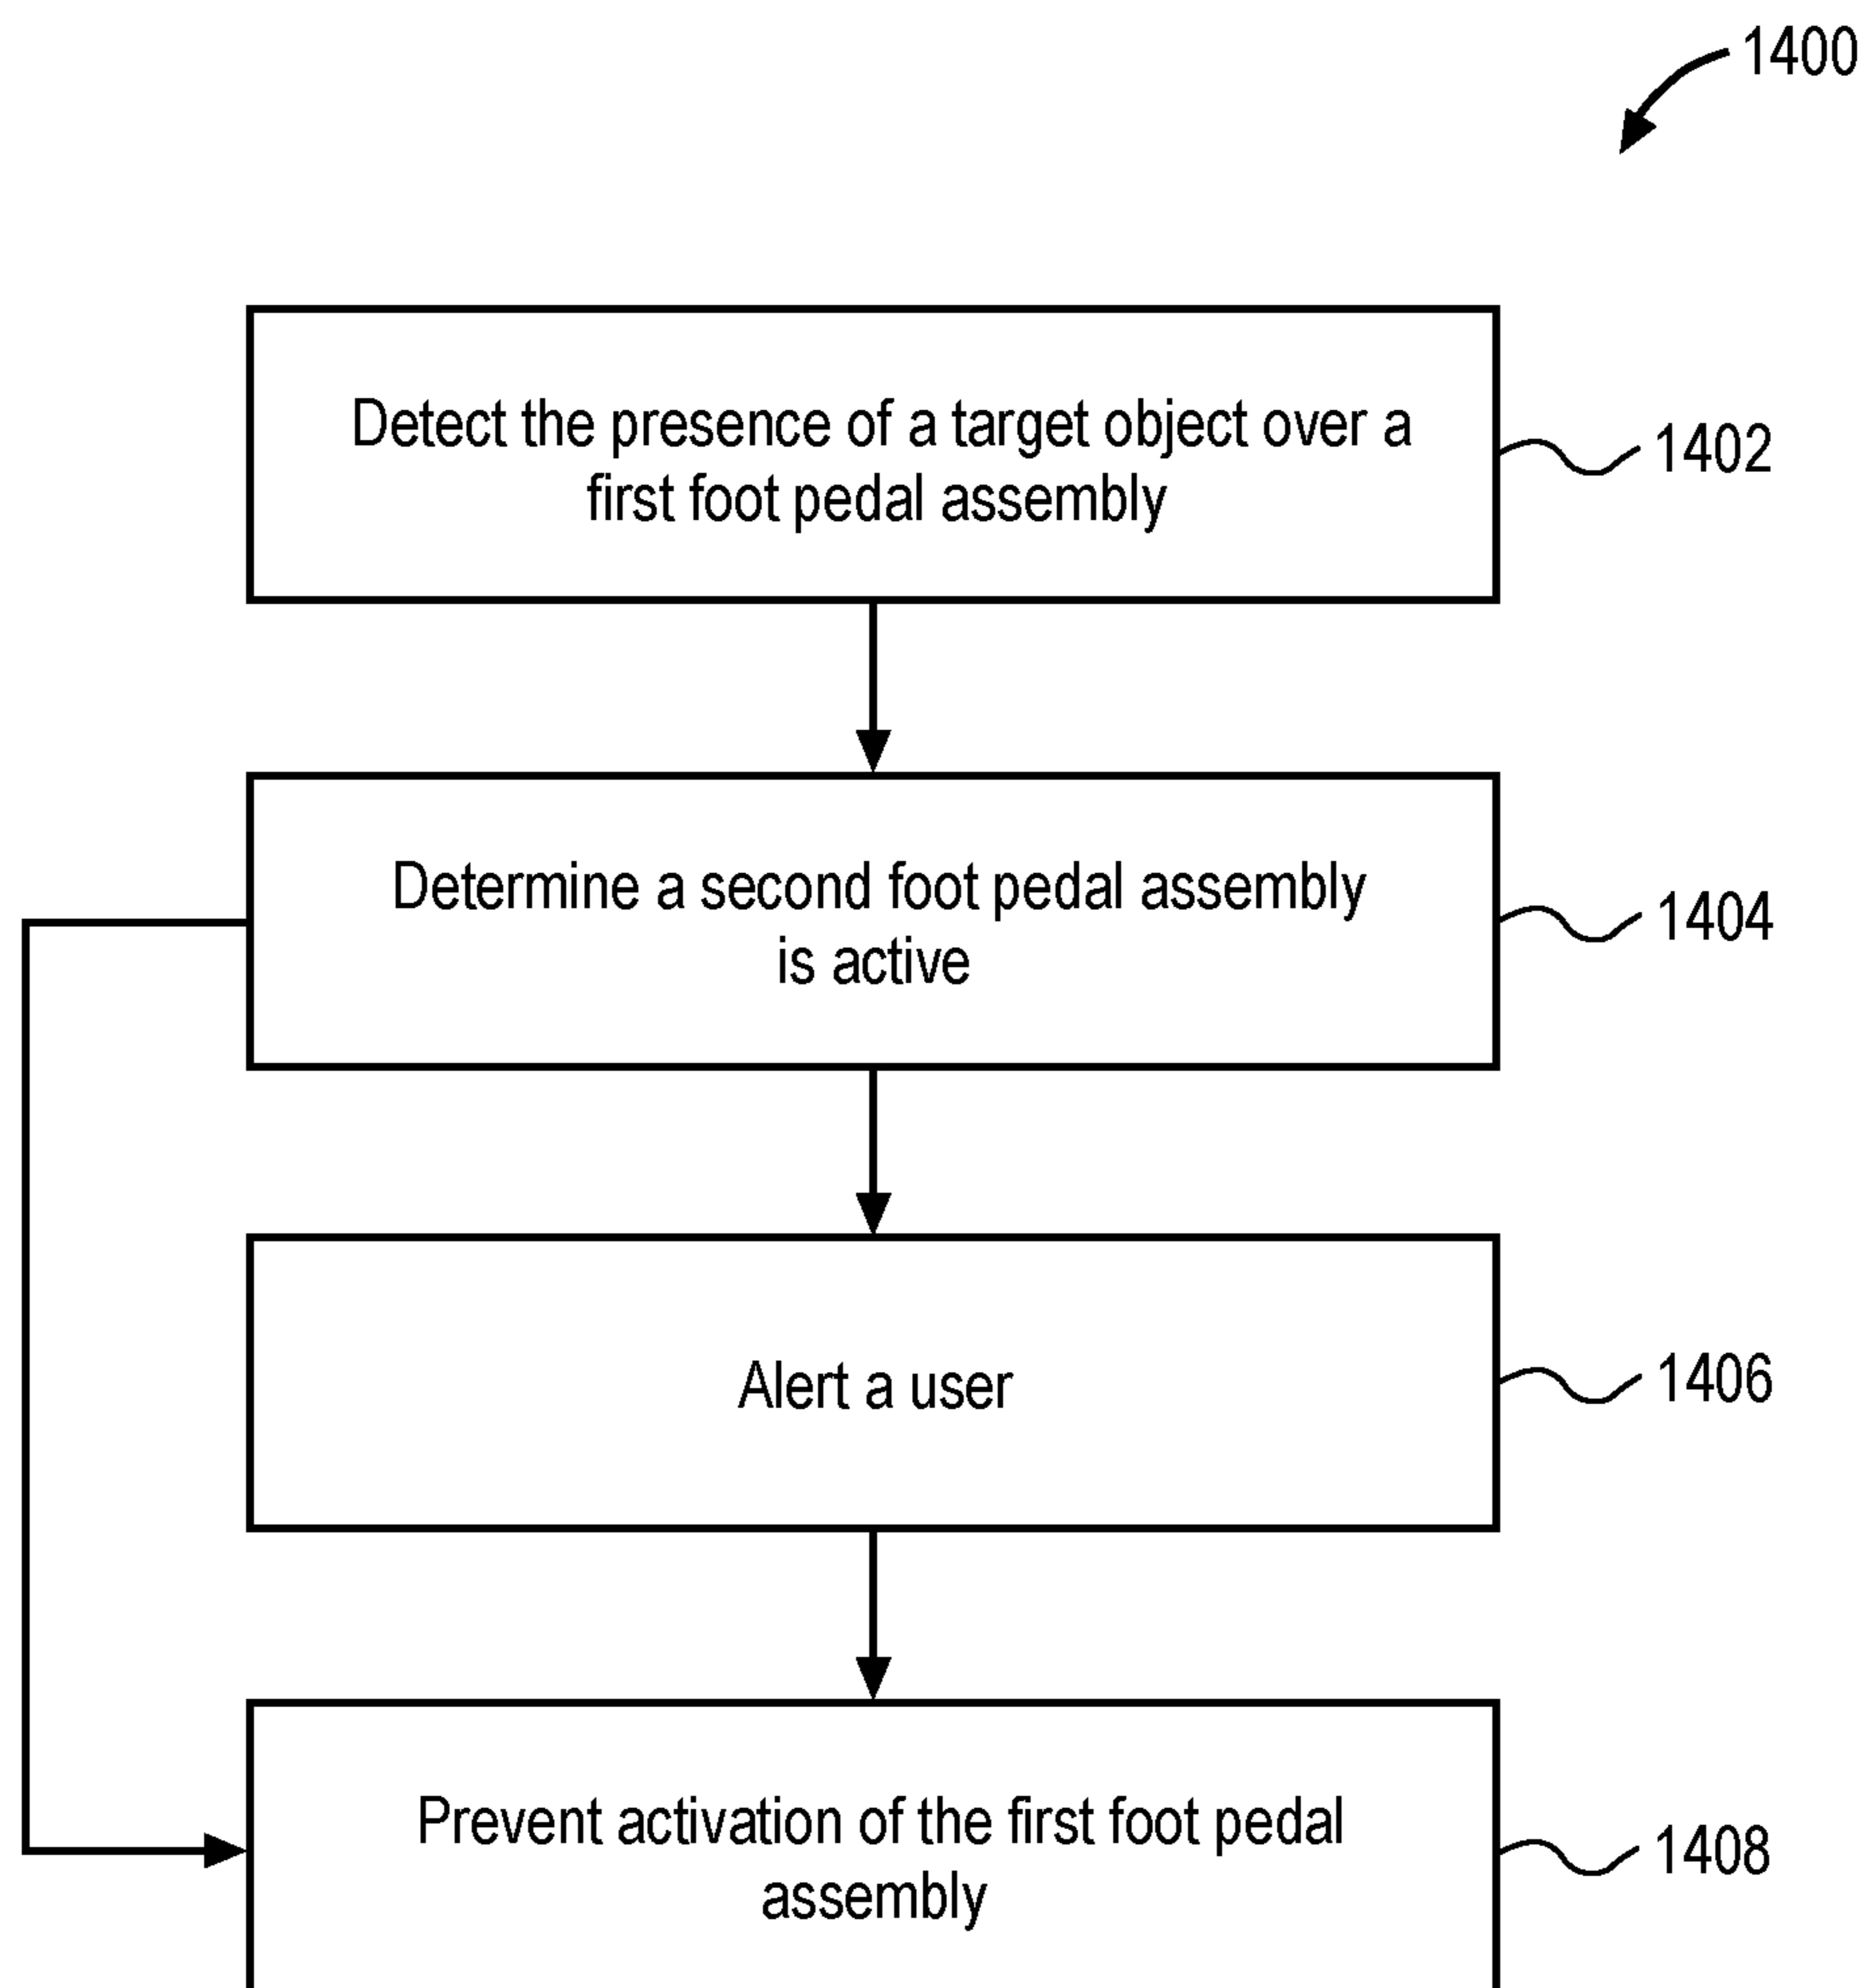 1400
Detect the presence of a target object over a
first foot pedal assembly
1402
Determine a second foot pedal assembly
is active
1404
Alert a user
1406
Prevent activation of the first foot pedal
assembly
1408